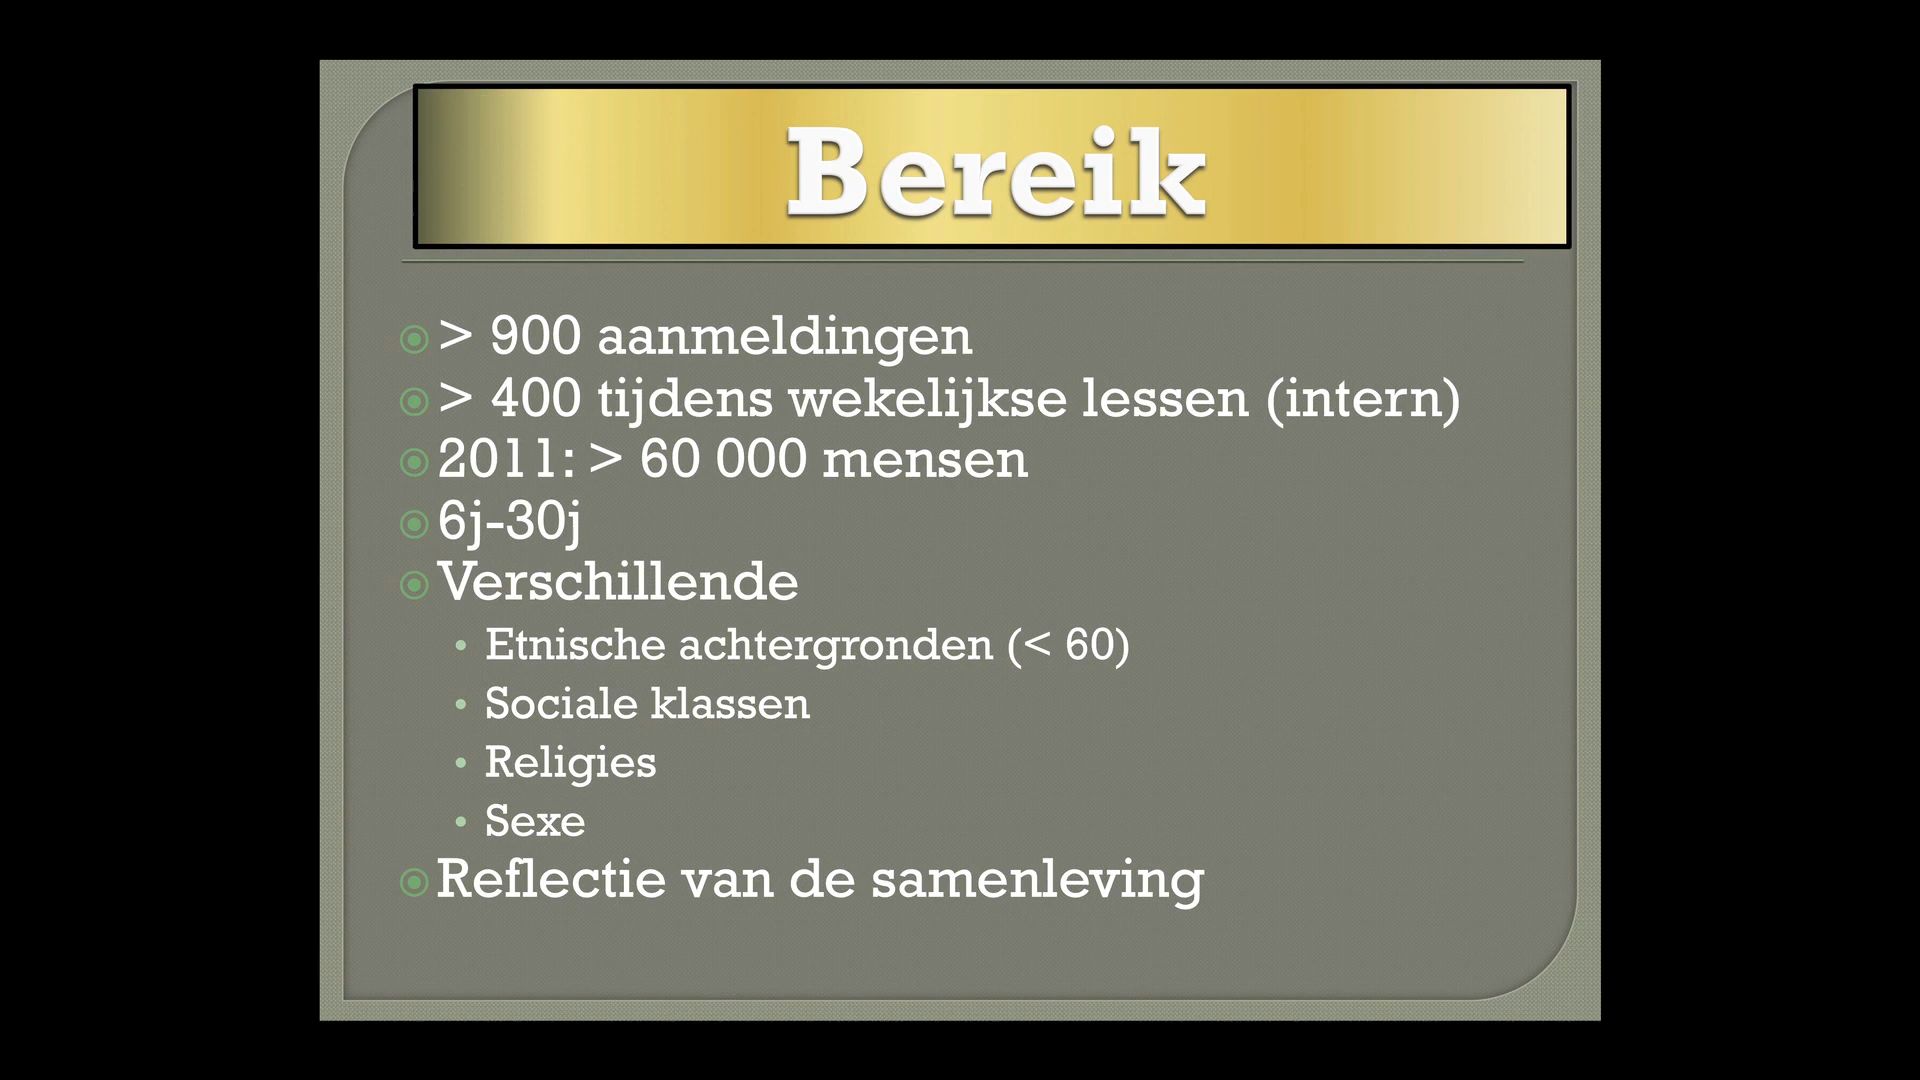 Bereik
> 900 aanmeldingen
> 400 tijdens wekelijkse lessen (intern)
2011: > 60 000 mensen
6j-30j
Verschillende
Etnische achtergronden (< 60)
Sociale klassen
Religies
Sexe
Reflectie van de samenleving